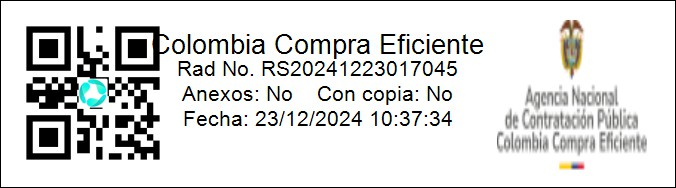 Colombia Compra Eficiente
Rad No. RS20241223017045
Anexos: No Con copia: No
Fecha: 23/12/2024 10:37:34
Agencia Nacional
de Contratación Pública
Colombia Compra Eficiente